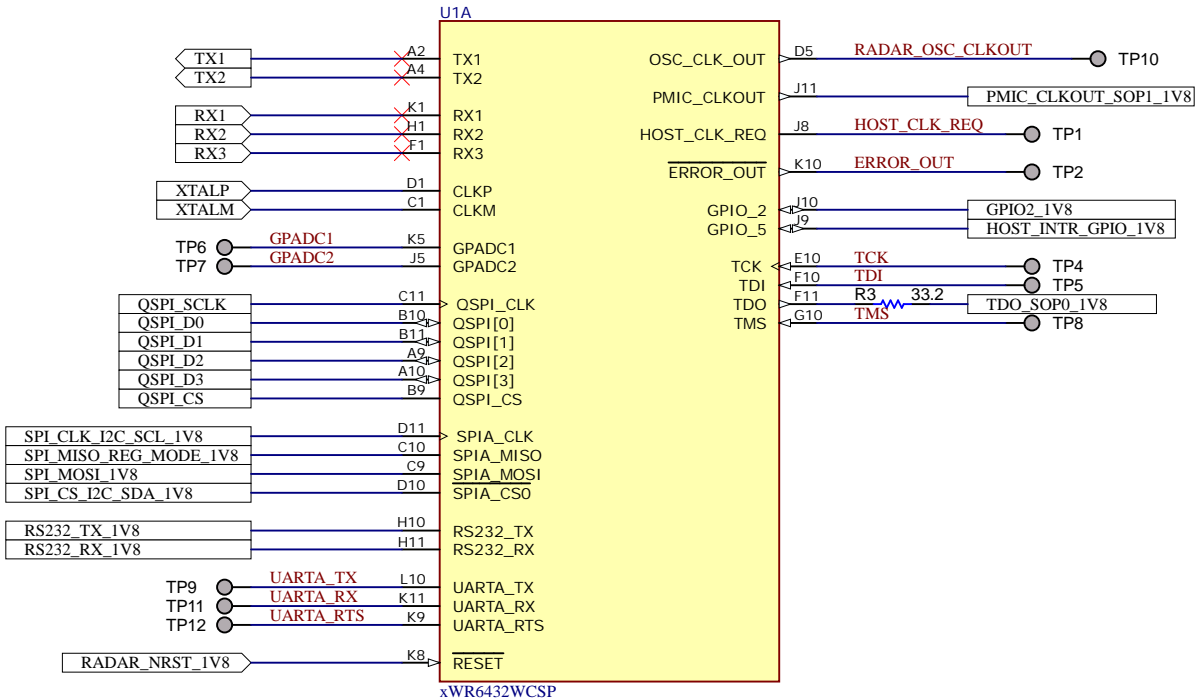 U1A
TX1 A2 TX1 OSC_CLK_OUT D5 RADAR_OSC_CLKOUT TP10
TX2 A4 TX2
PMIC_CLKOUT J11 PMIC_CLKOUT_SOP1_1V8
RX1 K1 RX1
RX2 H1 RX2 HOST_CLK_REQ J8 HOST_CLK_REQ TP1
RX3 F1 RX3
ERROR_OUT K10 ERROR_OUT TP2
XTALP D1 CLKP
XTALM C1 CLKM GPIO_2 J10 GPIO2_1V8
GPIO_5 J9 HOST_INTR_GPIO_1V8
TP6 GPADC1 K5 GPADC1
TP7 GPADC2 J5 GPADC2 TCK E10 TCK TP4
TDI F10 TDI TP5
QSPI_SCLK C11 QSPI_CLK TDO F11 R3 33.2 TDO_SOP0_1V8
QSPI_D0 B10 QSPI[0] TMS G10 TMS TP8
QSPI_D1 B11 QSPI[1]
QSPI_D2 A9 QSPI[2]
QSPI_D3 A10 QSPI[3]
QSPI_CS B9 QSPI_CS
SPI_CLK_I2C_SCL_1V8 D11 SPIA_CLK
SPI_MISO_REG_MODE_1V8 C10 SPIA_MISO
SPI_MOSI_1V8 C9 SPIA_MOSI
SPI_CS_I2C_SDA_1V8 D10 SPIA_CS0
RS232_TX_1V8 H10 RS232_TX
RS232_RX_1V8 H11 RS232_RX
TP9 UARTA_TX L10 UARTA_TX
TP11 UARTA_RX K11 UARTA_RX
TP12 UARTA_RTS K9 UARTA_RTS
RADAR_NRST_1V8 K8 RESET
xWR6432WCSP